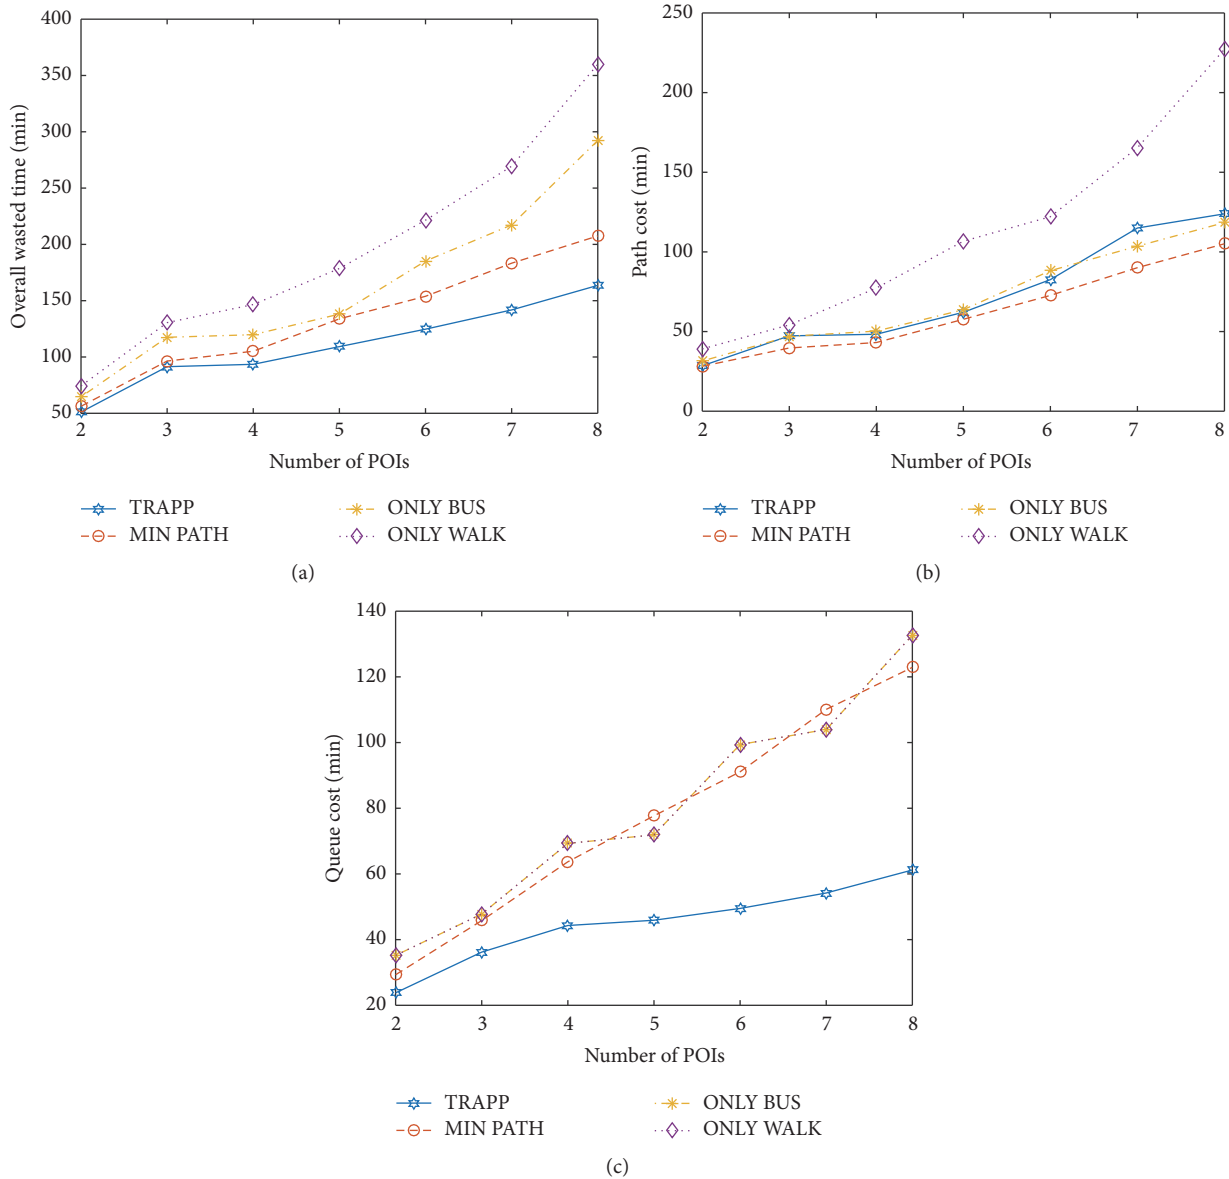 400
350
300
250
200
150
100
50
Overall wasted time (min)
2 3 4 5 6 7 8
Number of POIs
TRAPP
MIN PATH
ONLY BUS
ONLY WALK
(a)
250
200
150
100
50
0
Path cost (min)
2 3 4 5 6 7 8
Number of POIs
TRAPP
MIN PATH
ONLY BUS
ONLY WALK
(b)
140
120
100
80
60
40
20
Queue cost (min)
2 3 4 5 6 7 8
Number of POIs
TRAPP
MIN PATH
ONLY BUS
ONLY WALK
(c)